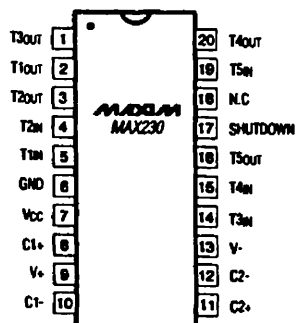 T3OUT 1 20 T4OUT
T1OUT 2 19 T5IN
T2OUT 3 18 N.C
MAXIM
T2IN 4 MAX230 17 SHUTDOWN
T1IN 5 16 T5OUT
GND 6 15 T4IN
VCC 7 14 T3IN
C1+ 8 13 V-
V+ 9 12 C2-
C1- 10 11 C2+